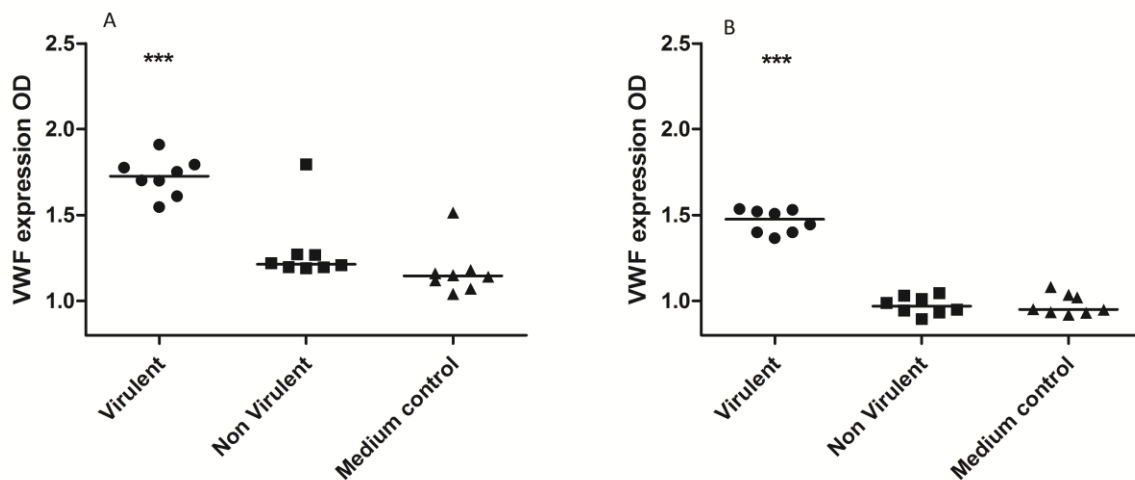 A
VWF expression OD
2.5
2.0
1.5
1.0
***
Virulent
Non Virulent
Medium control
B
VWF expression OD
2.5
2.0
1.5
1.0
***
Virulent
Non Virulent
Medium control